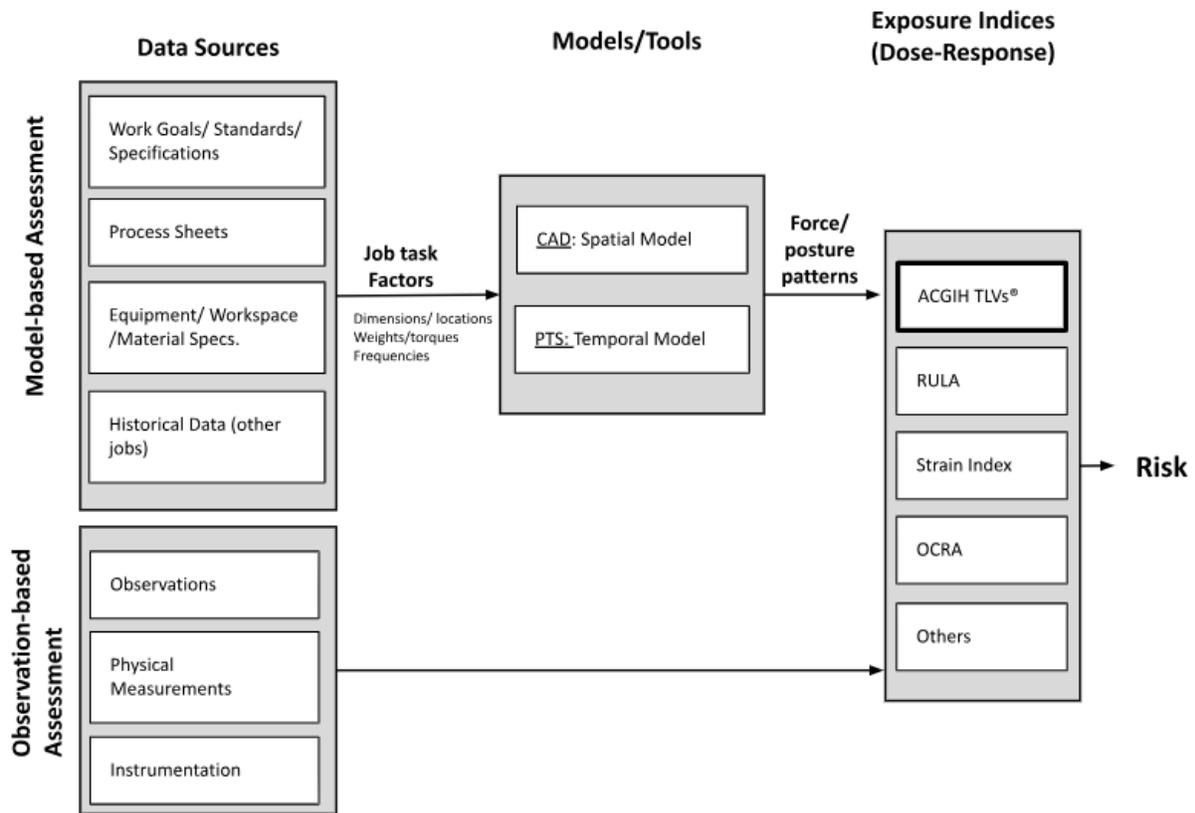 Data Sources
Models/Tools
Exposure Indices
(Dose-Response)
Model-based Assessment
Work Goals/ Standards/
Specifications
Process Sheets
Equipment/ Workspace
/Material Specs.
Historical Data (other
jobs)
Job task
Factors
Dimensions/ locations
Weights/torques
Frequencies
CAD: Spatial Model
PTS: Temporal Model
Force/
posture
patterns
ACGIH TLVs®
RULA
Strain Index
OCRA
Others
Risk
Observation-based
Assessment
Observations
Physical
Measurements
Instrumentation